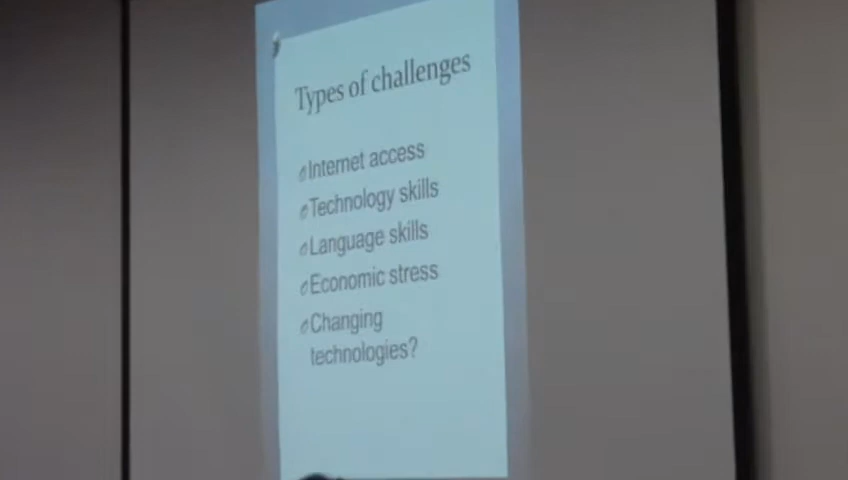 Types of challenges
Internet access
Technology skills
Language skills
Economic stress
Changing
technologies?